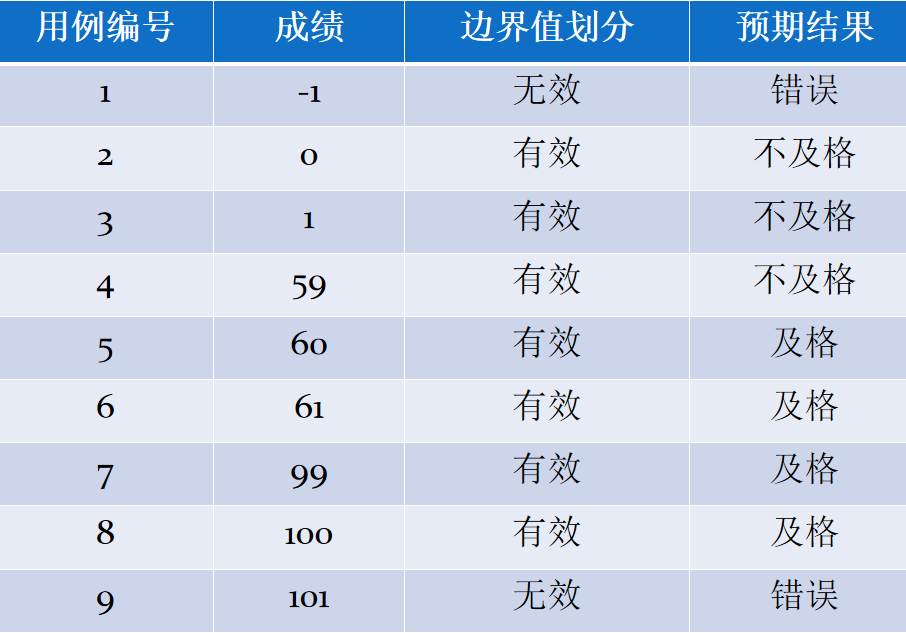 用例编号 成绩 边界值划分 预期结果
1 -1 无效 错误
2 0 有效 不及格
3 1 有效 不及格
4 59 有效 不及格
5 60 有效 及格
6 61 有效 及格
7 99 有效 及格
8 100 有效 及格
9 101 无效 错误